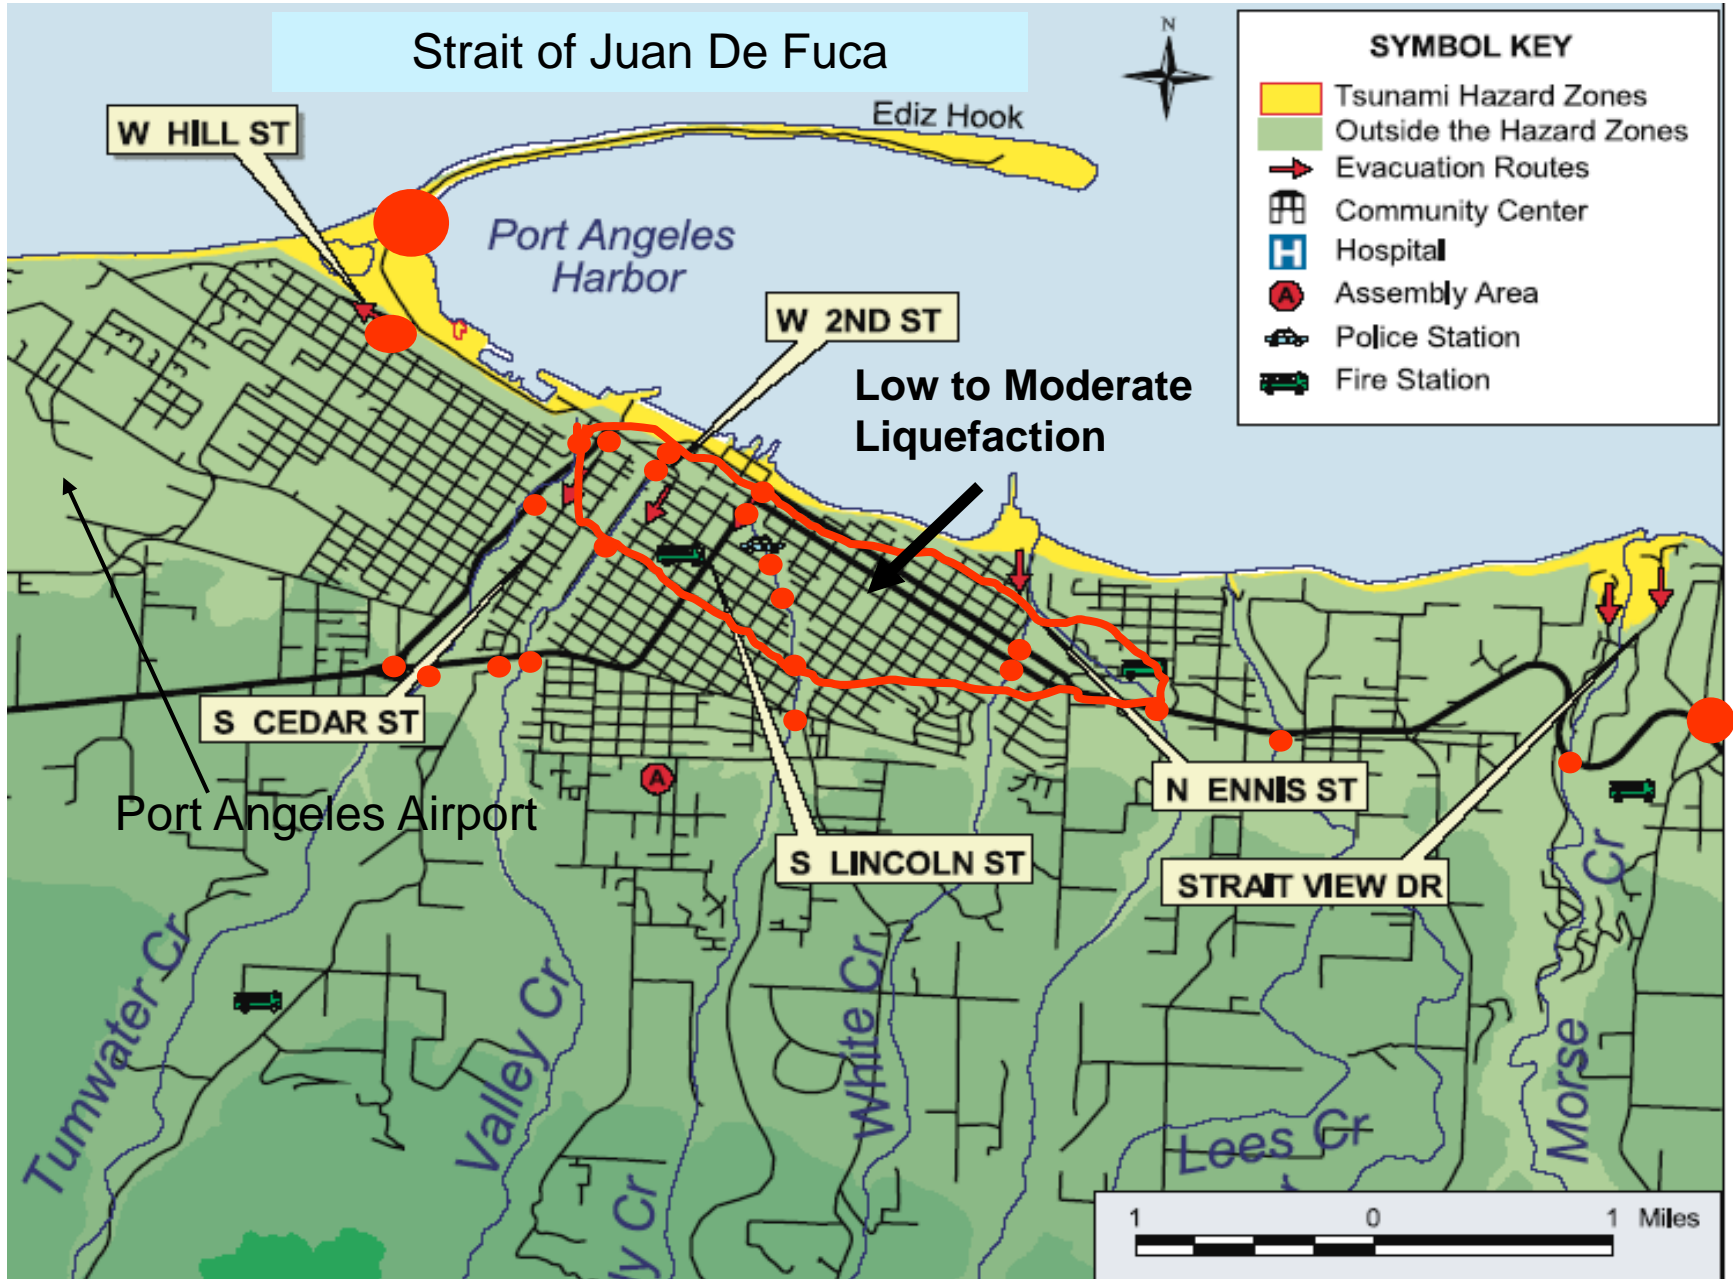 Strait of Juan De Fuca
N
SYMBOL KEY
Tsunami Hazard Zones
Outside the Hazard Zones
Evacuation Routes
Community Center
H
Hospital
A
Assembly Area
Police Station
Fire Station
Ediz Hook
W HILL ST
Port Angeles
Harbor
W 2ND ST
Low to Moderate
Liquefaction
S CEDAR ST
A
Port Angeles Airport
N ENNIS ST
S LINCOLN ST
STRAIT VIEW DR
Tumwater Cr
Valley Cr
White Cr
Lees Cr
Morse Cr
y Cr
r
1 0 1 Miles